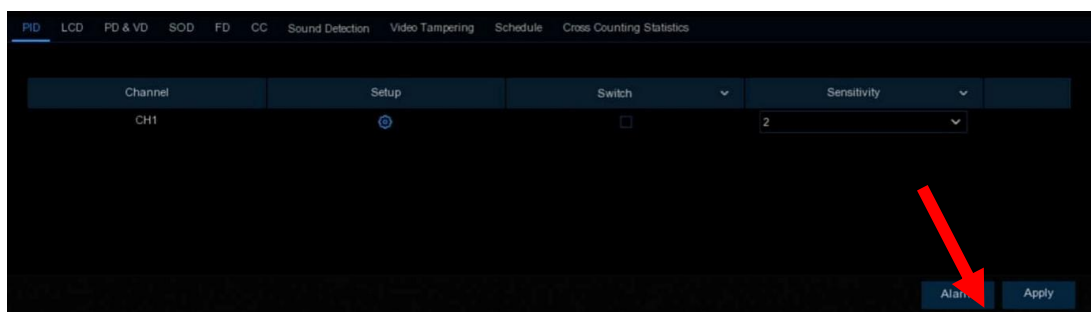 PID LCD PD & VD SOD FD CC Sound Detection Video Tampering Schedule Cross Counting Statistics
Channel Setup Switch Sensitivity
CH1 2
Apply